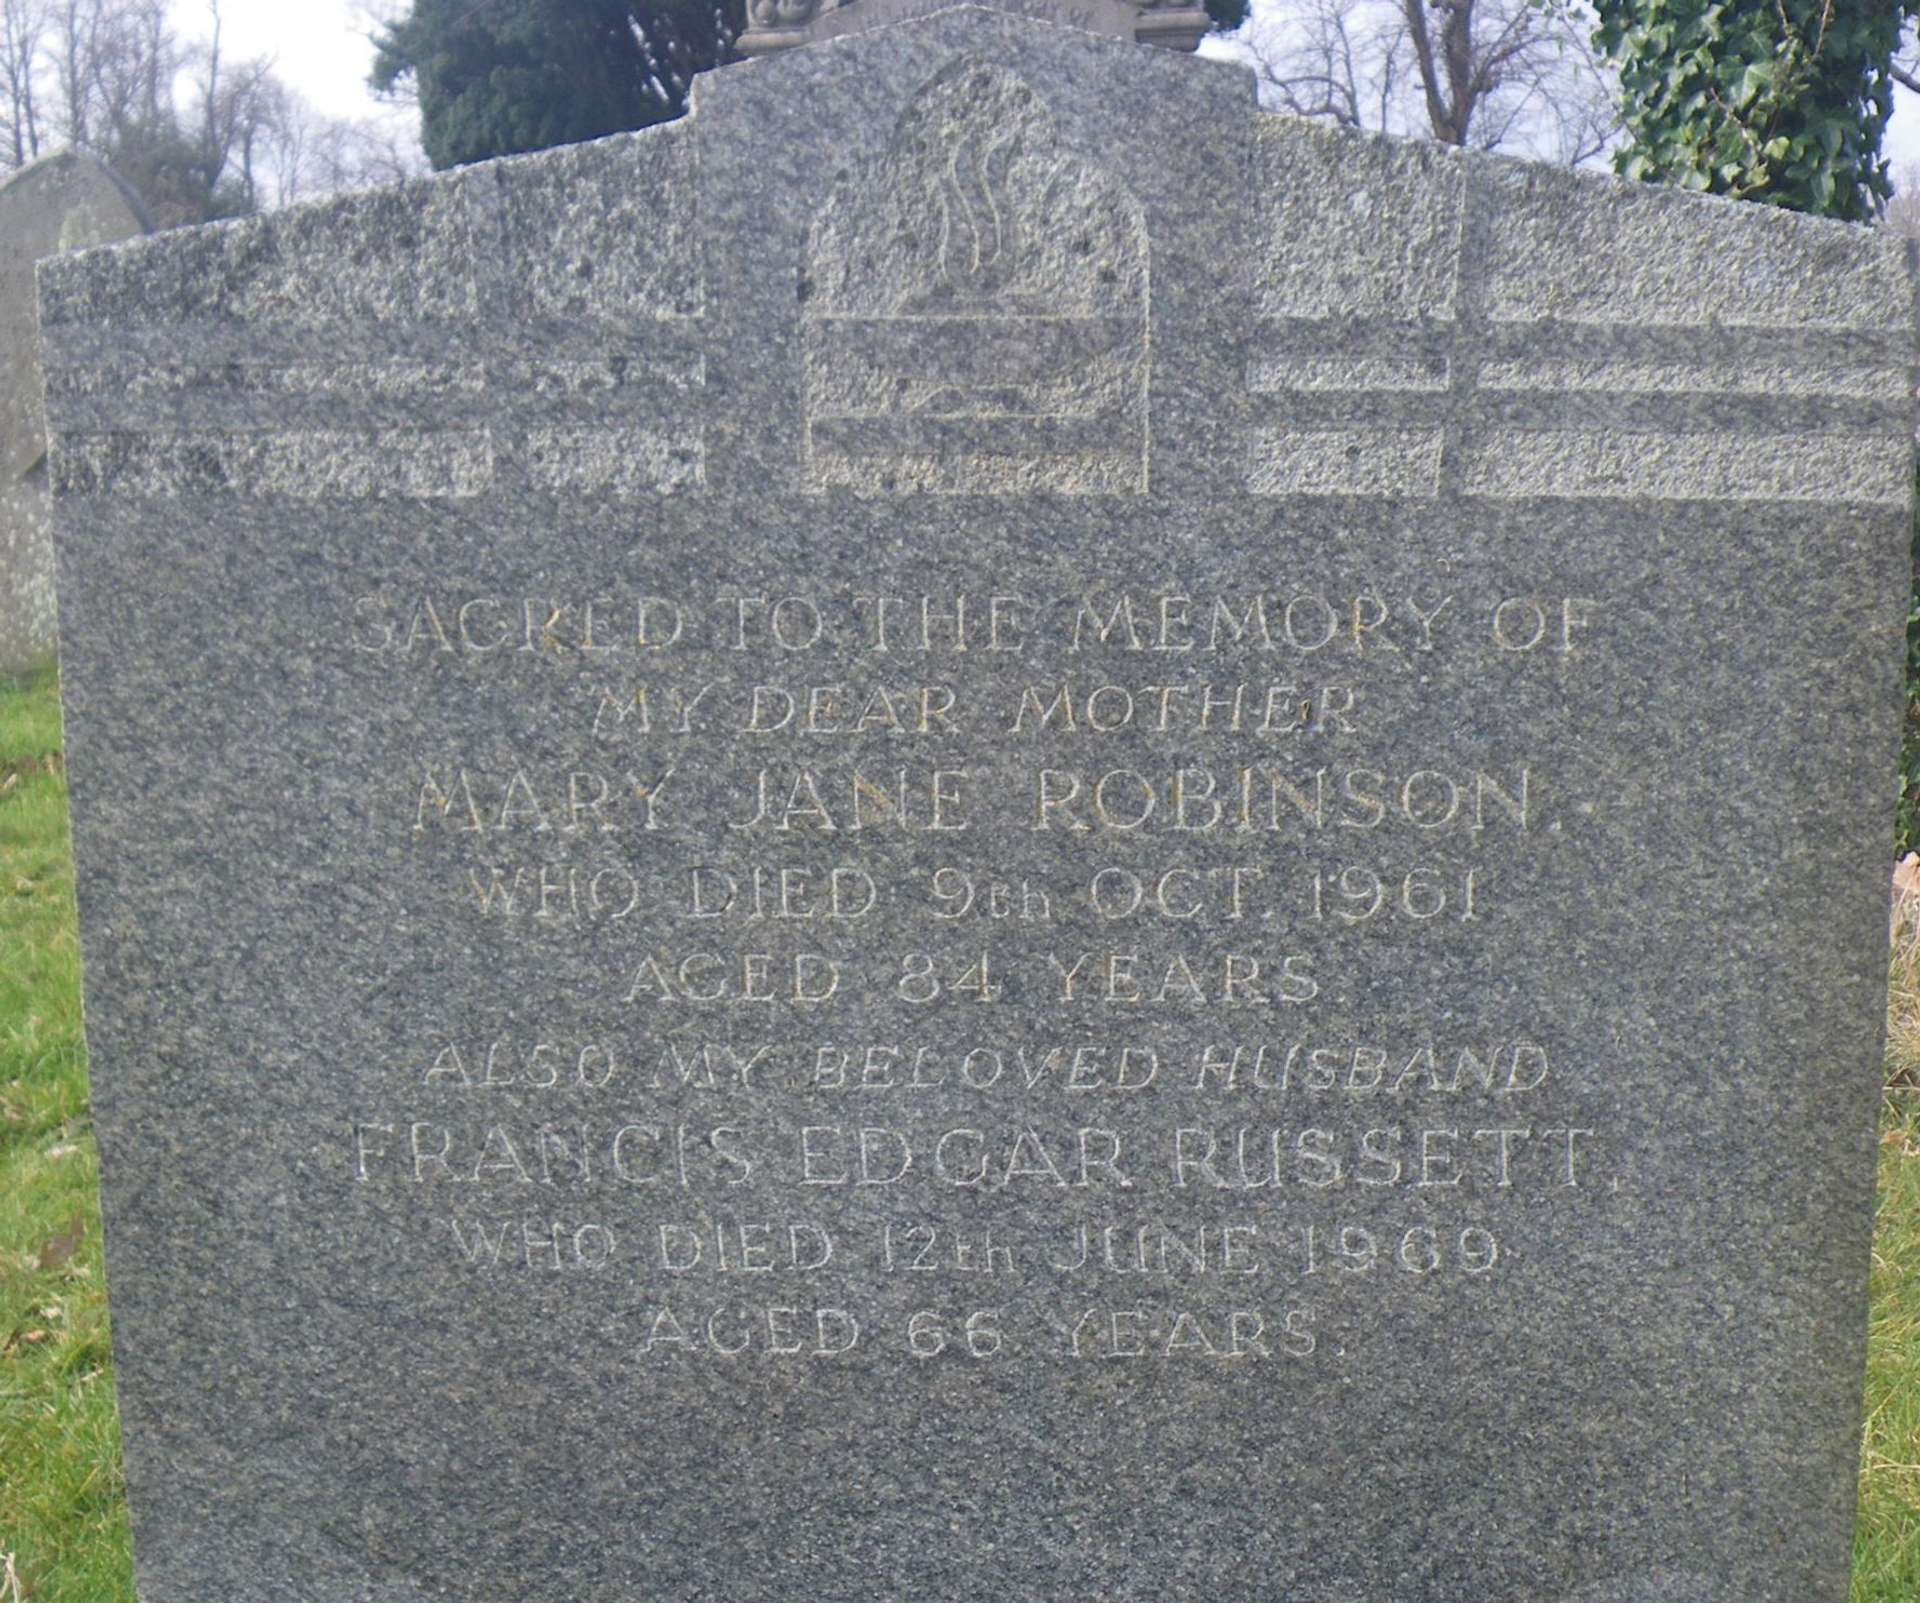 SACRED TO THE MEMORY OF
MY DEAR MOTHER
MARY JANE ROBINSON.
WHO DIED 9th OCT. 1961
AGED 84 YEARS.
ALSO MY BELOVED HUSBAND
FRANCIS EDGAR RUSSETT.
WHO DIED 12th JUNE 1969
AGED 66 YEARS.